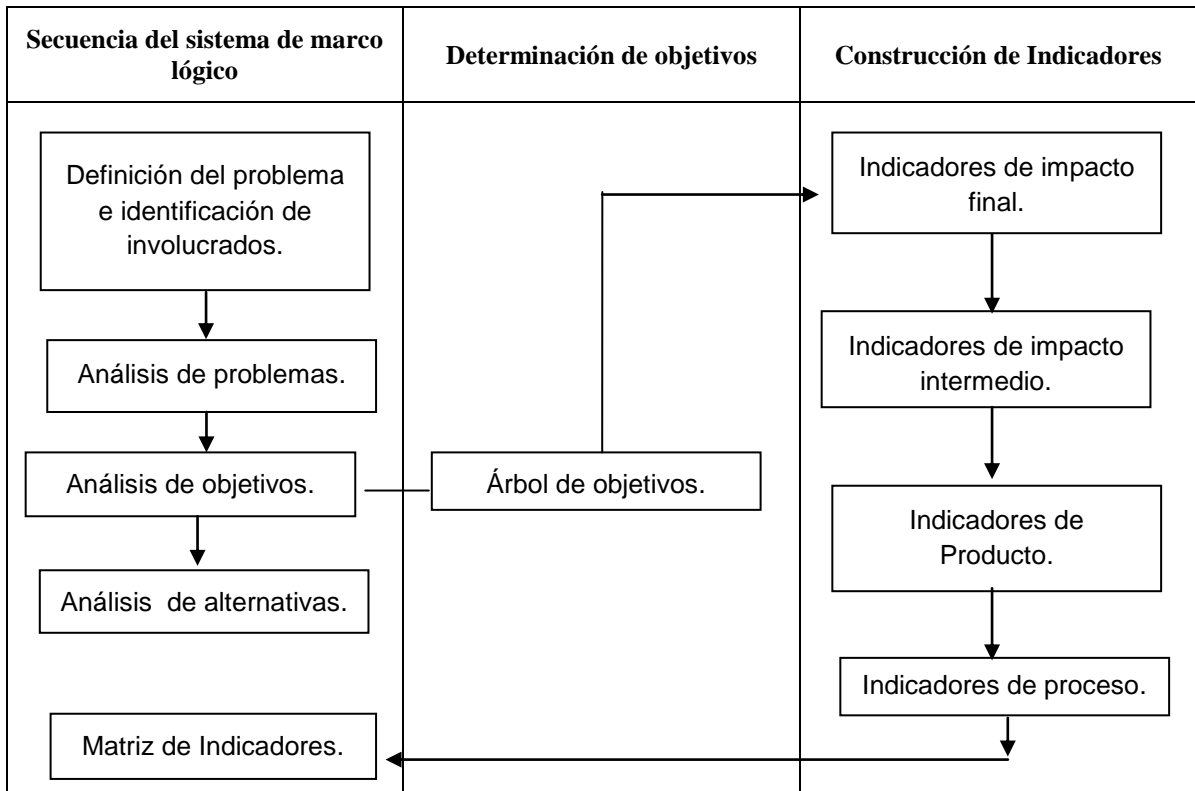 Secuencia del sistema de marco
lógico
Determinación de objetivos
Construcción de Indicadores
Definición del problema
e identificación de
involucrados.
Análisis de problemas.
Análisis de objetivos.
Análisis  de alternativas.
Matriz de Indicadores.
Árbol de objetivos.
Indicadores de impacto
final.
Indicadores de impacto
intermedio.
Indicadores de
Producto.
Indicadores de proceso.